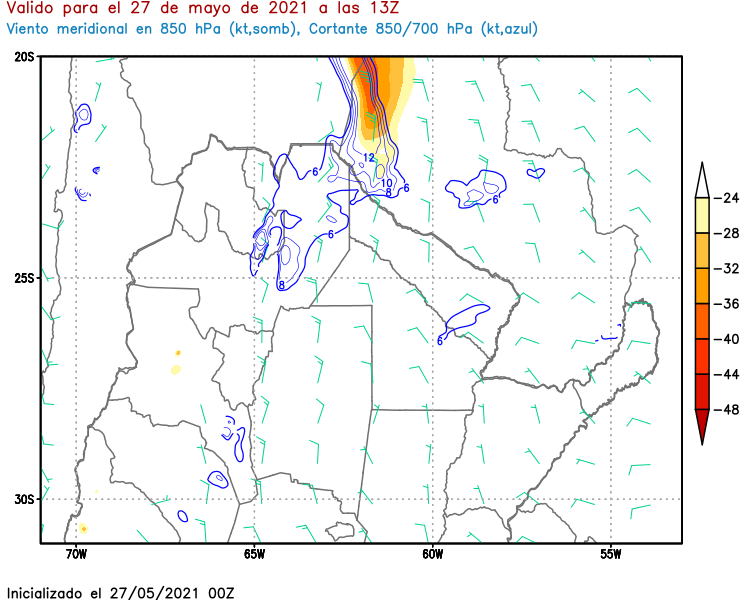 Valido para el 27 de mayo de 2021 a las 13Z
Viento meridional en 850 hPa (kt,somb), Cortante 850/700 hPa (kt,azul)
20S
25S
30S
70W 65W 60W 55W
12
10
8
6
6
6
6
8
6
-24
-28
-32
-36
-40
-44
-48
Inicializado el 27/05/2021 00Z